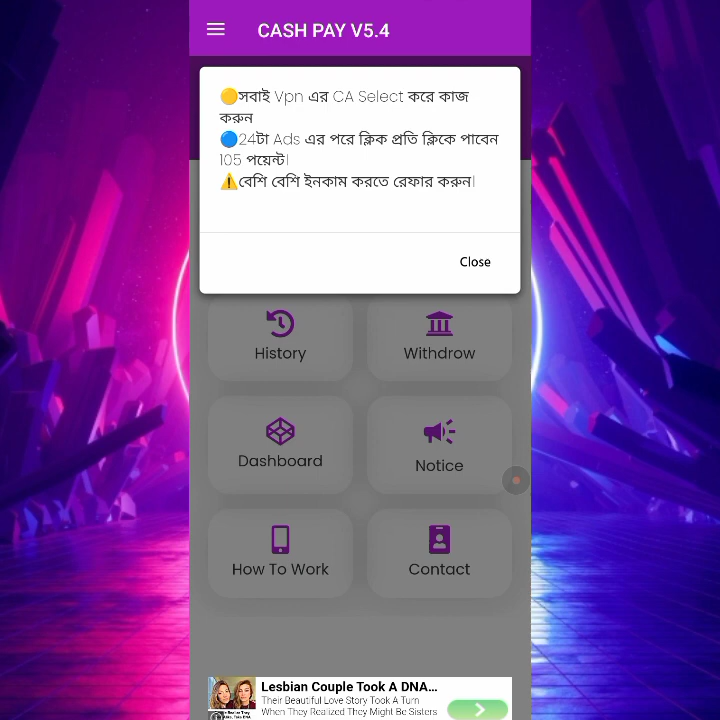 CASH PAY V5.4
🟡সবাই Vpn এর CA Select করে কাজ
করুন
🔵24টা Ads এর পরে ক্লিক প্রতি ক্লিকে পাবেন
105 পয়েন্ট।
⚠️বেশি বেশি ইনকাম করতে রেফার করুন।
Close
History
Withdrow
Dashboard
Notice
How To Work
Contact
Lesbian Couple Took A DNA...
Their Beautiful Love Story Took A Turn
When They Realized They Might Be Sisters